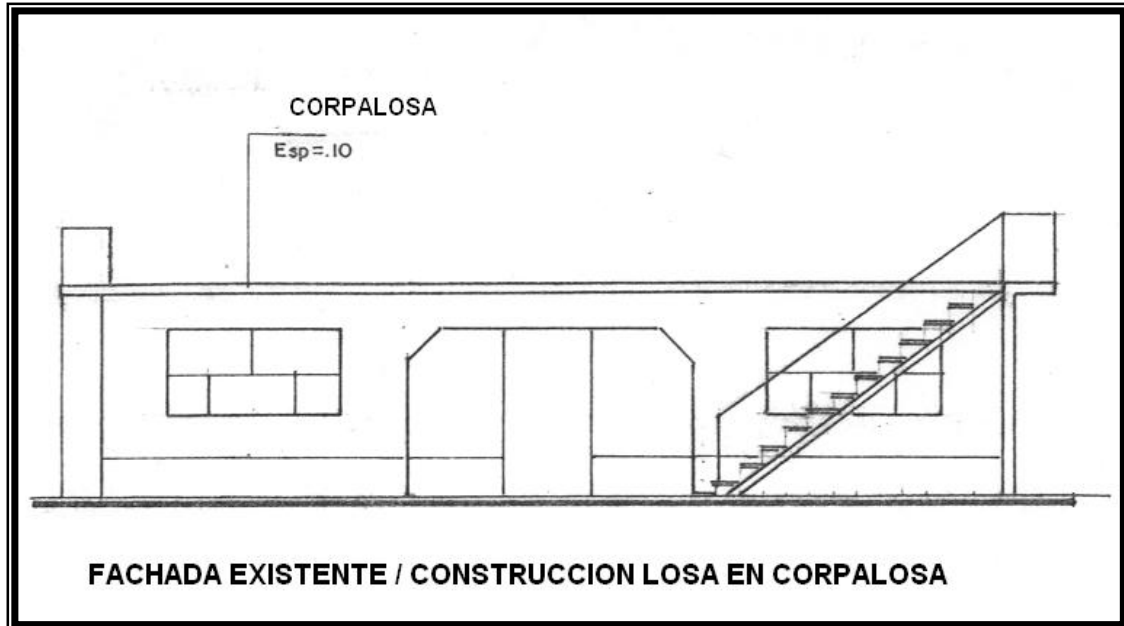 CORPALOSA
Esp=.10
FACHADA EXISTENTE / CONSTRUCCION LOSA EN CORPALOSA